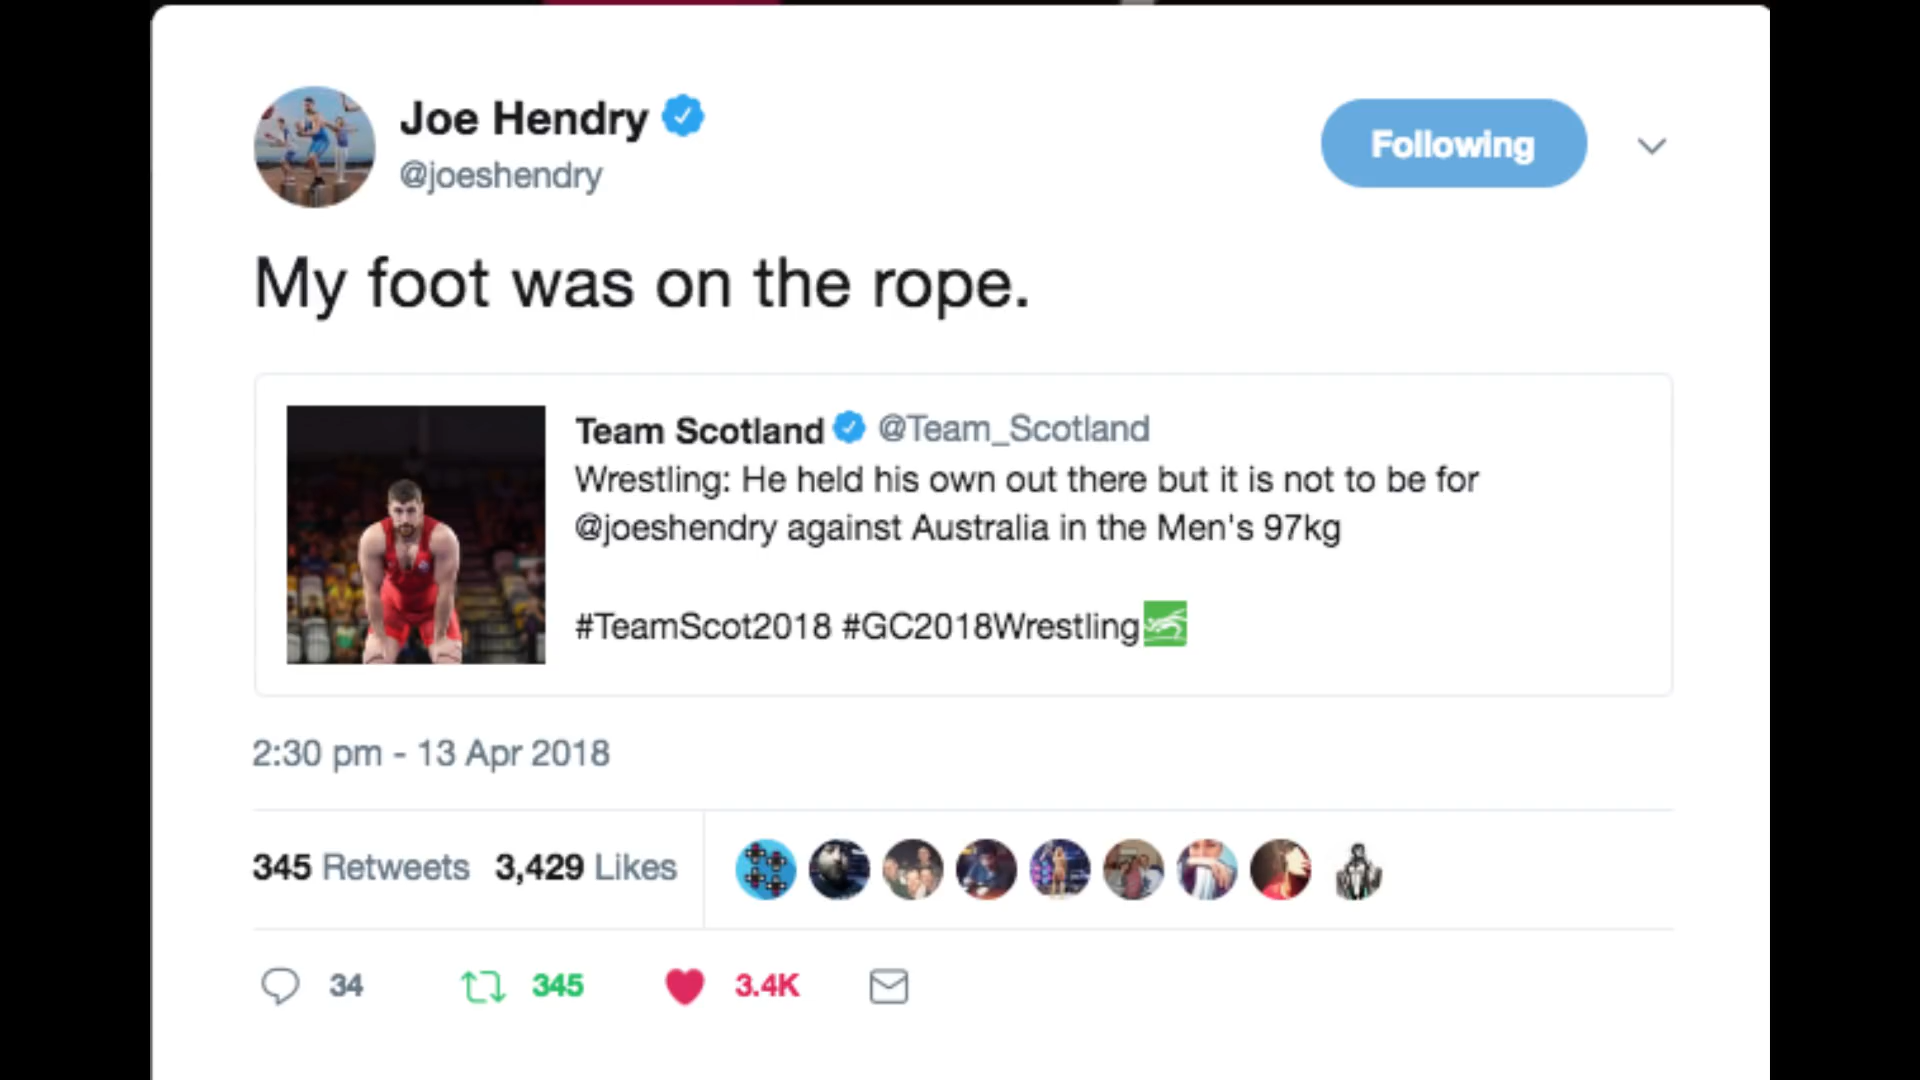 Joe Hendry
@joeshendry
Following
My foot was on the rope.
Team Scotland @Team_Scotland
Wrestling: He held his own out there but it is not to be for
@joeshendry against Australia in the Men's 97kg
#TeamScot2018 #GC2018Wrestling
2:30 pm - 13 Apr 2018
345 Retweets 3,429 Likes
34 345 3.4K